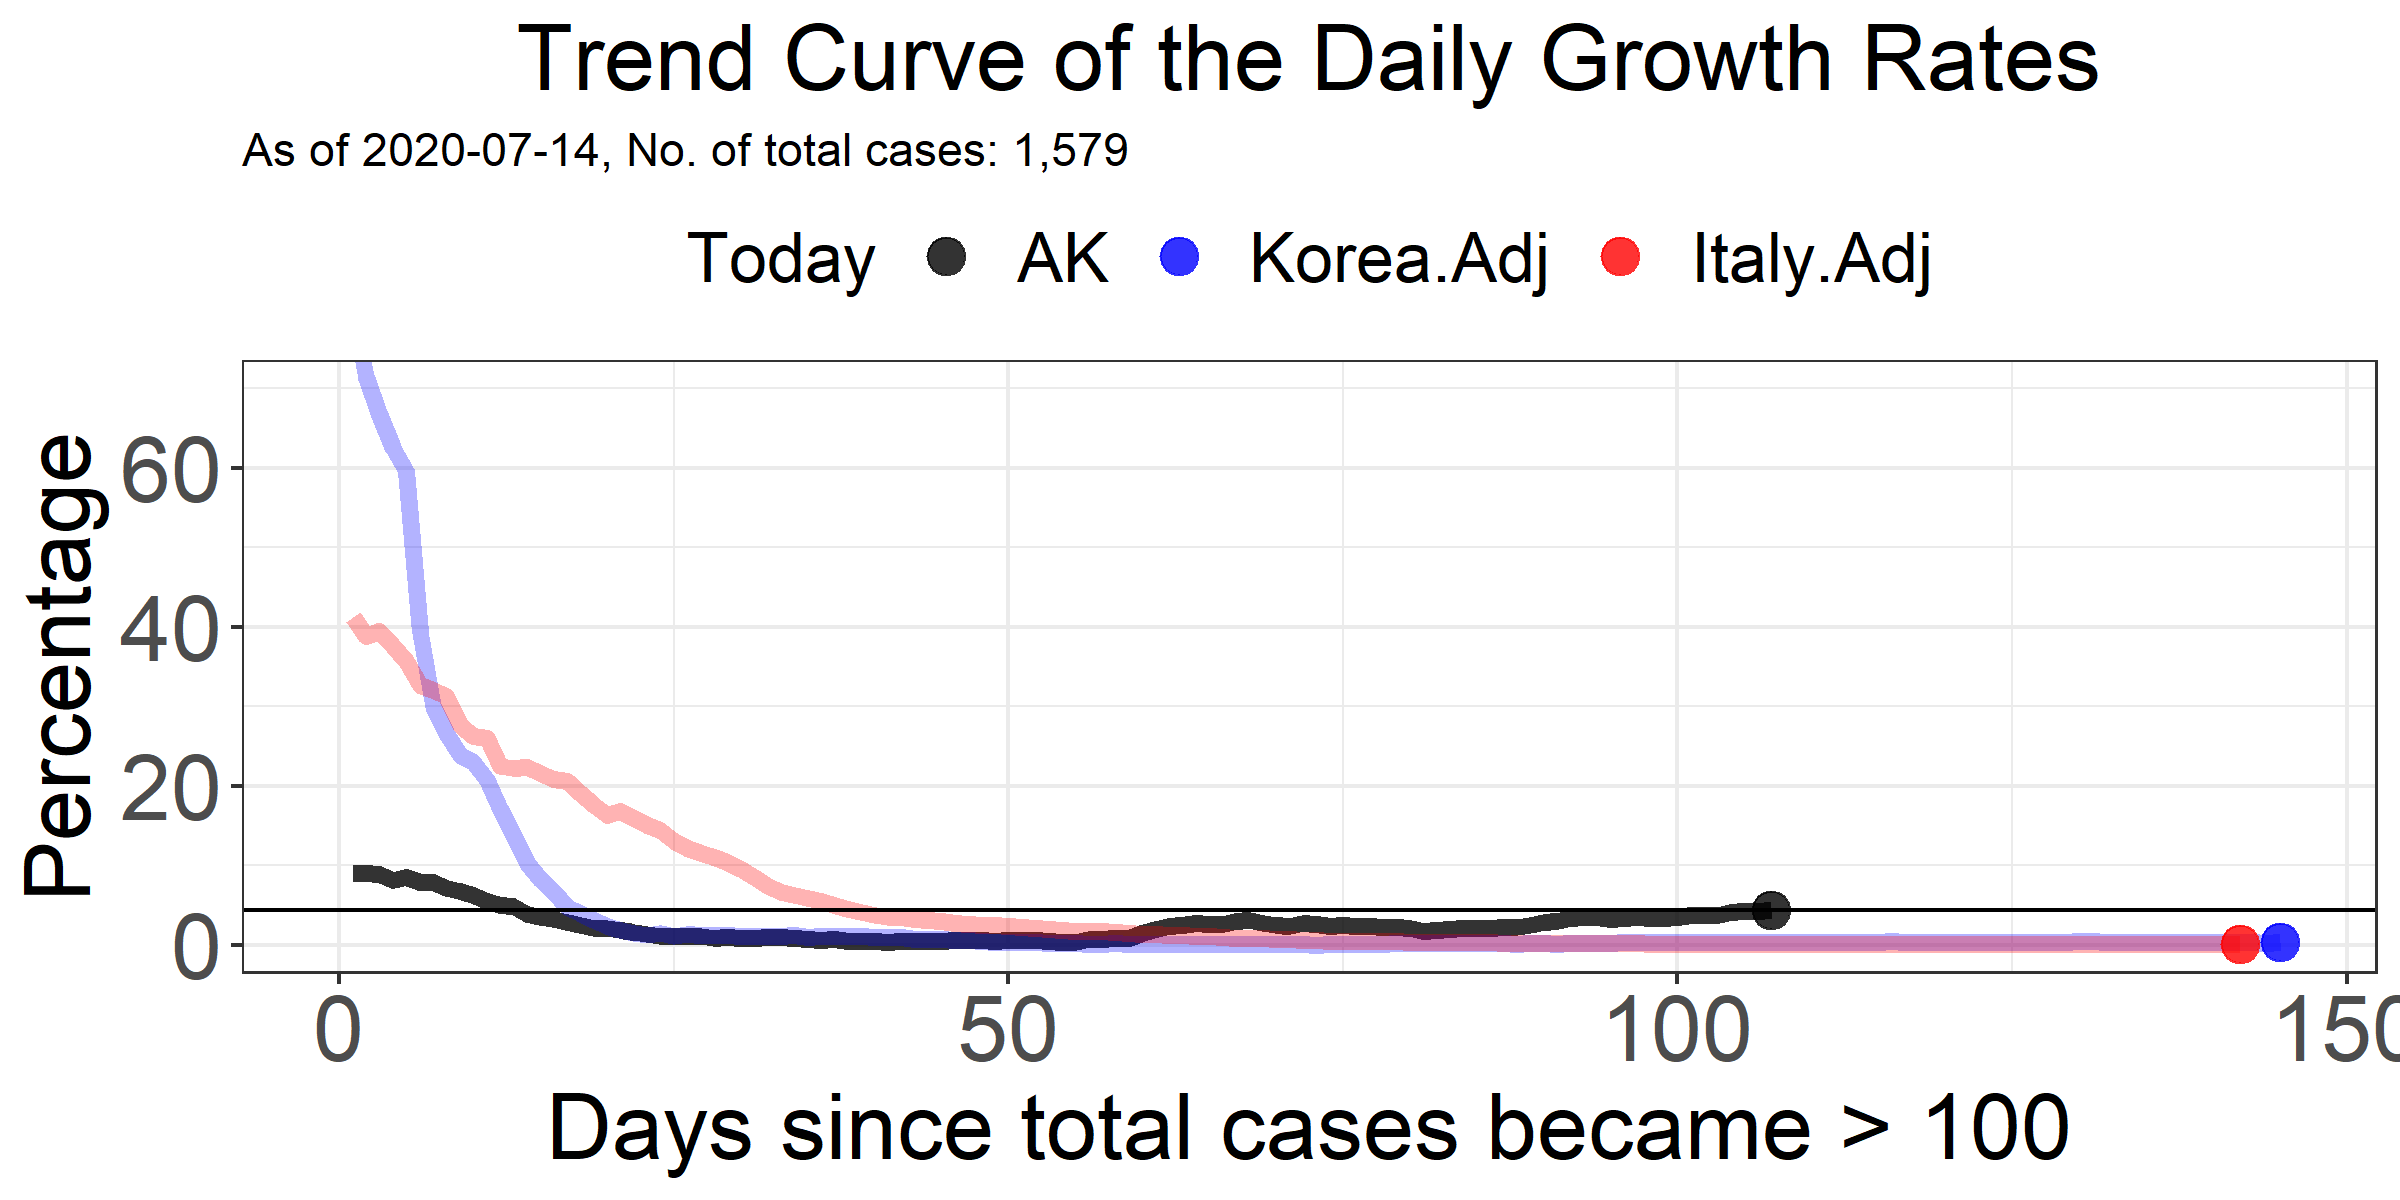 Trend Curve of the Daily Growth Rates
As of 2020-07-14, No. of total cases: 1,579
Today AK Korea.Adj Italy.Adj
Percentage
60
40
20
0
0 50 100 150
Days since total cases became > 100